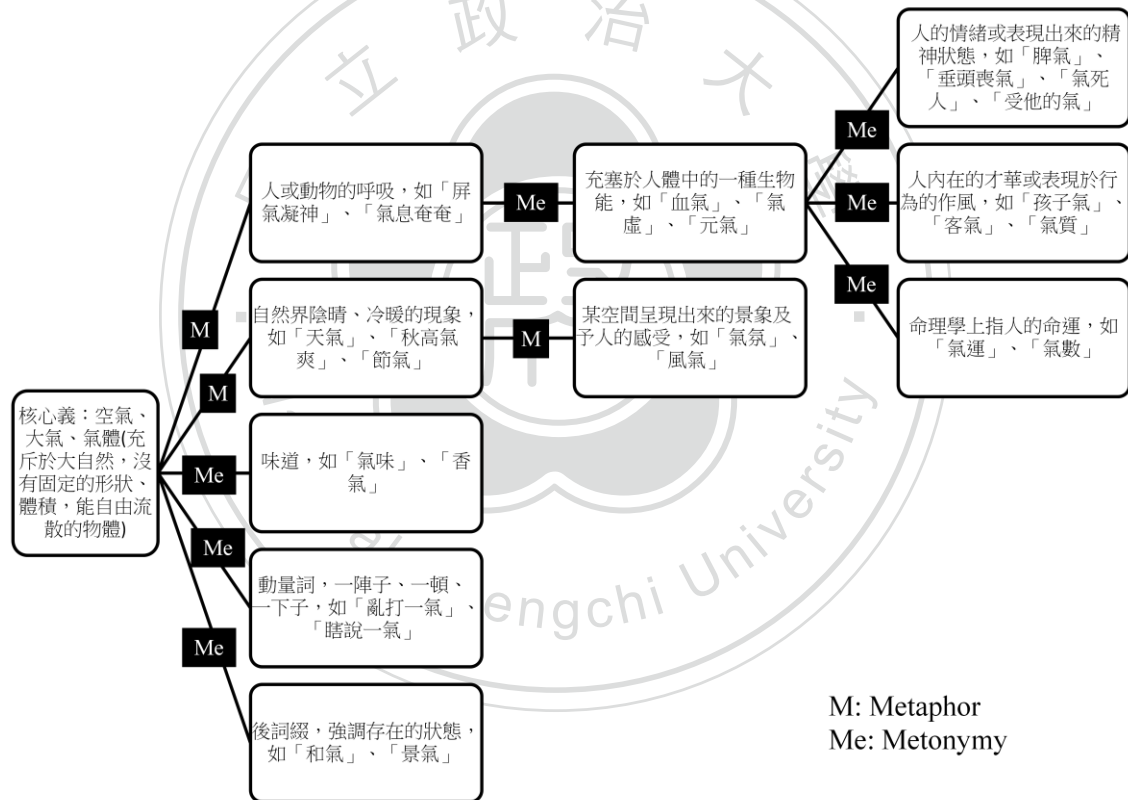 人的情緒或表現出來的精
神狀態，如「脾氣」、
「垂頭喪氣」、「氣死
人」、「受他的氣」
Me
人或動物的呼吸，如「屏
氣凝神」、「氣息奄奄」
Me
充塞於人體中的一種生物
能，如「血氣」、「氣
虛」、「元氣」
Me
人內在的才華或表現於行
為的作風，如「孩子氣」、
「客氣」、「氣質」
Me
M
自然界陰晴、冷暖的現象，
如「天氣」、「秋高氣
爽」、「節氣」
M
某空間呈現出來的景象及
予人的感受，如「氣氛」、
「風氣」
命理學上指人的命運，如
「氣運」、「氣數」
M
核心義：空氣、
大氣、氣體(充
斥於大自然，沒
有固定的形狀、
體積，能自由流
散的物體)
Me
味道，如「氣味」、「香
氣」
Me
動量詞，一陣子、一頓、
一下子，如「亂打一氣」、
「瞎說一氣」
Me
後詞綴，強調存在的狀態，
如「和氣」、「景氣」
M: Metaphor
Me: Metonymy
立政治大
engchi University